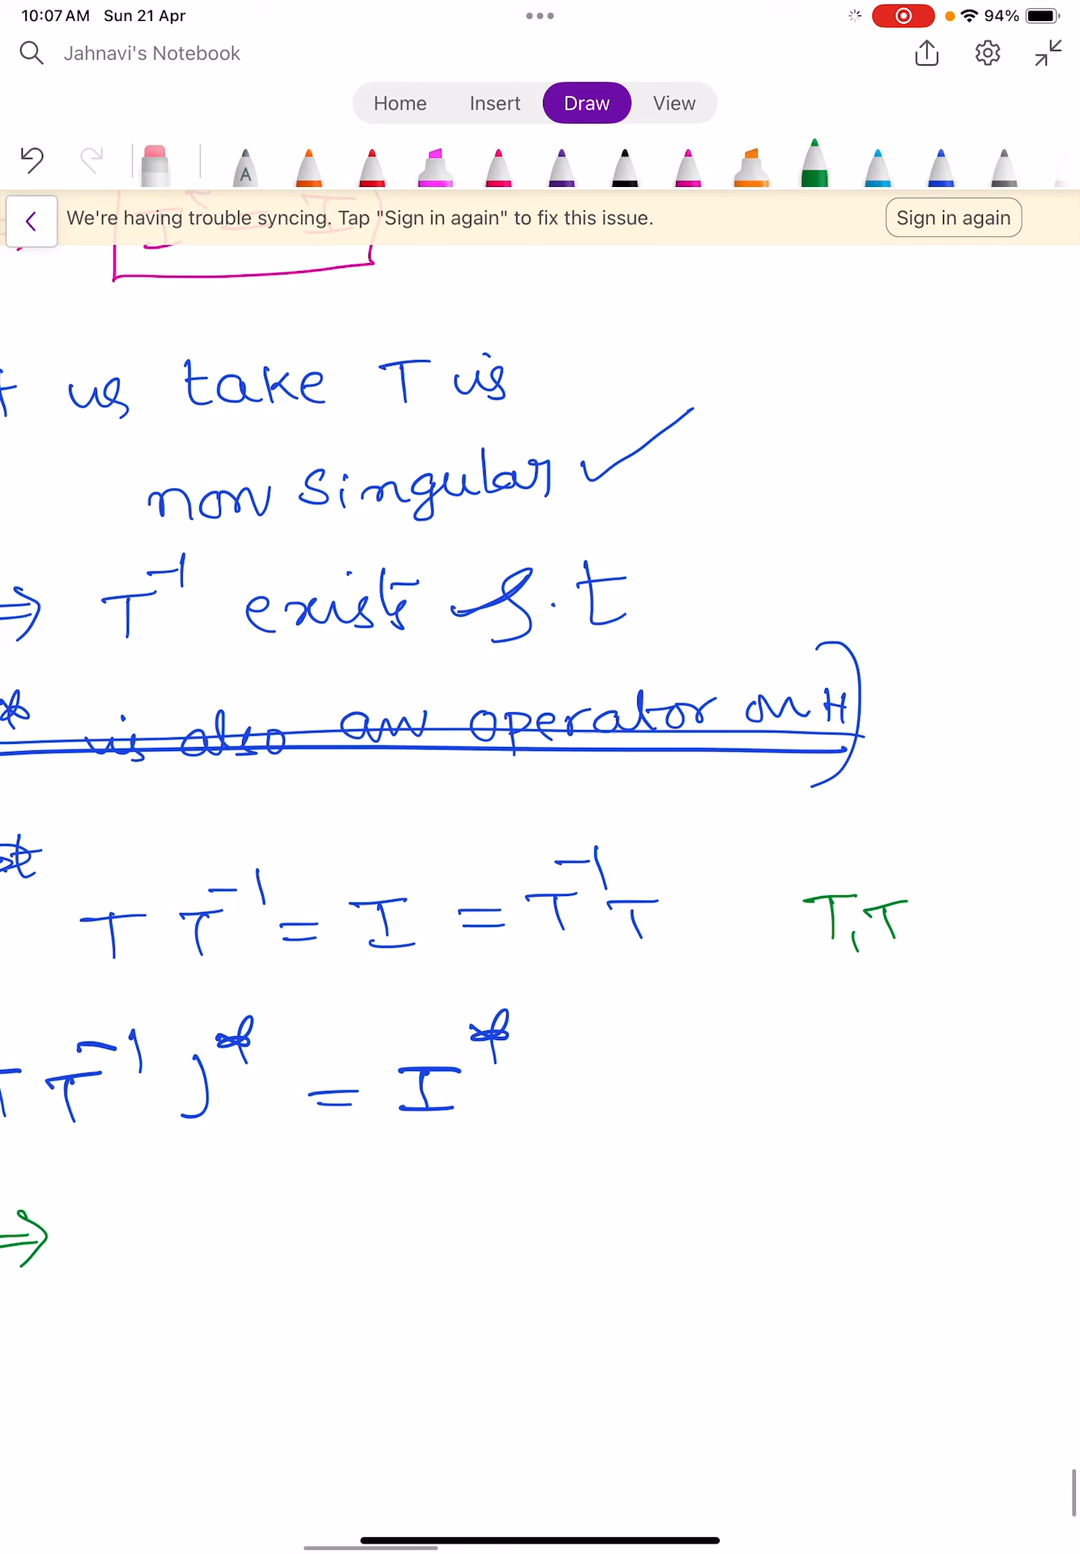 10:07 AM Sun 21 Apr
94%
Jahnavi's Notebook
Home Insert Draw View
A
We're having trouble syncing. Tap "Sign in again" to fix this issue. Sign in again
us take T is
non singular ✓
⇒ T⁻¹ exists S.t
* is also an operator on H)
st
T T⁻¹ = I = T⁻¹ T T, T
T T⁻¹ )* = I*
⇒